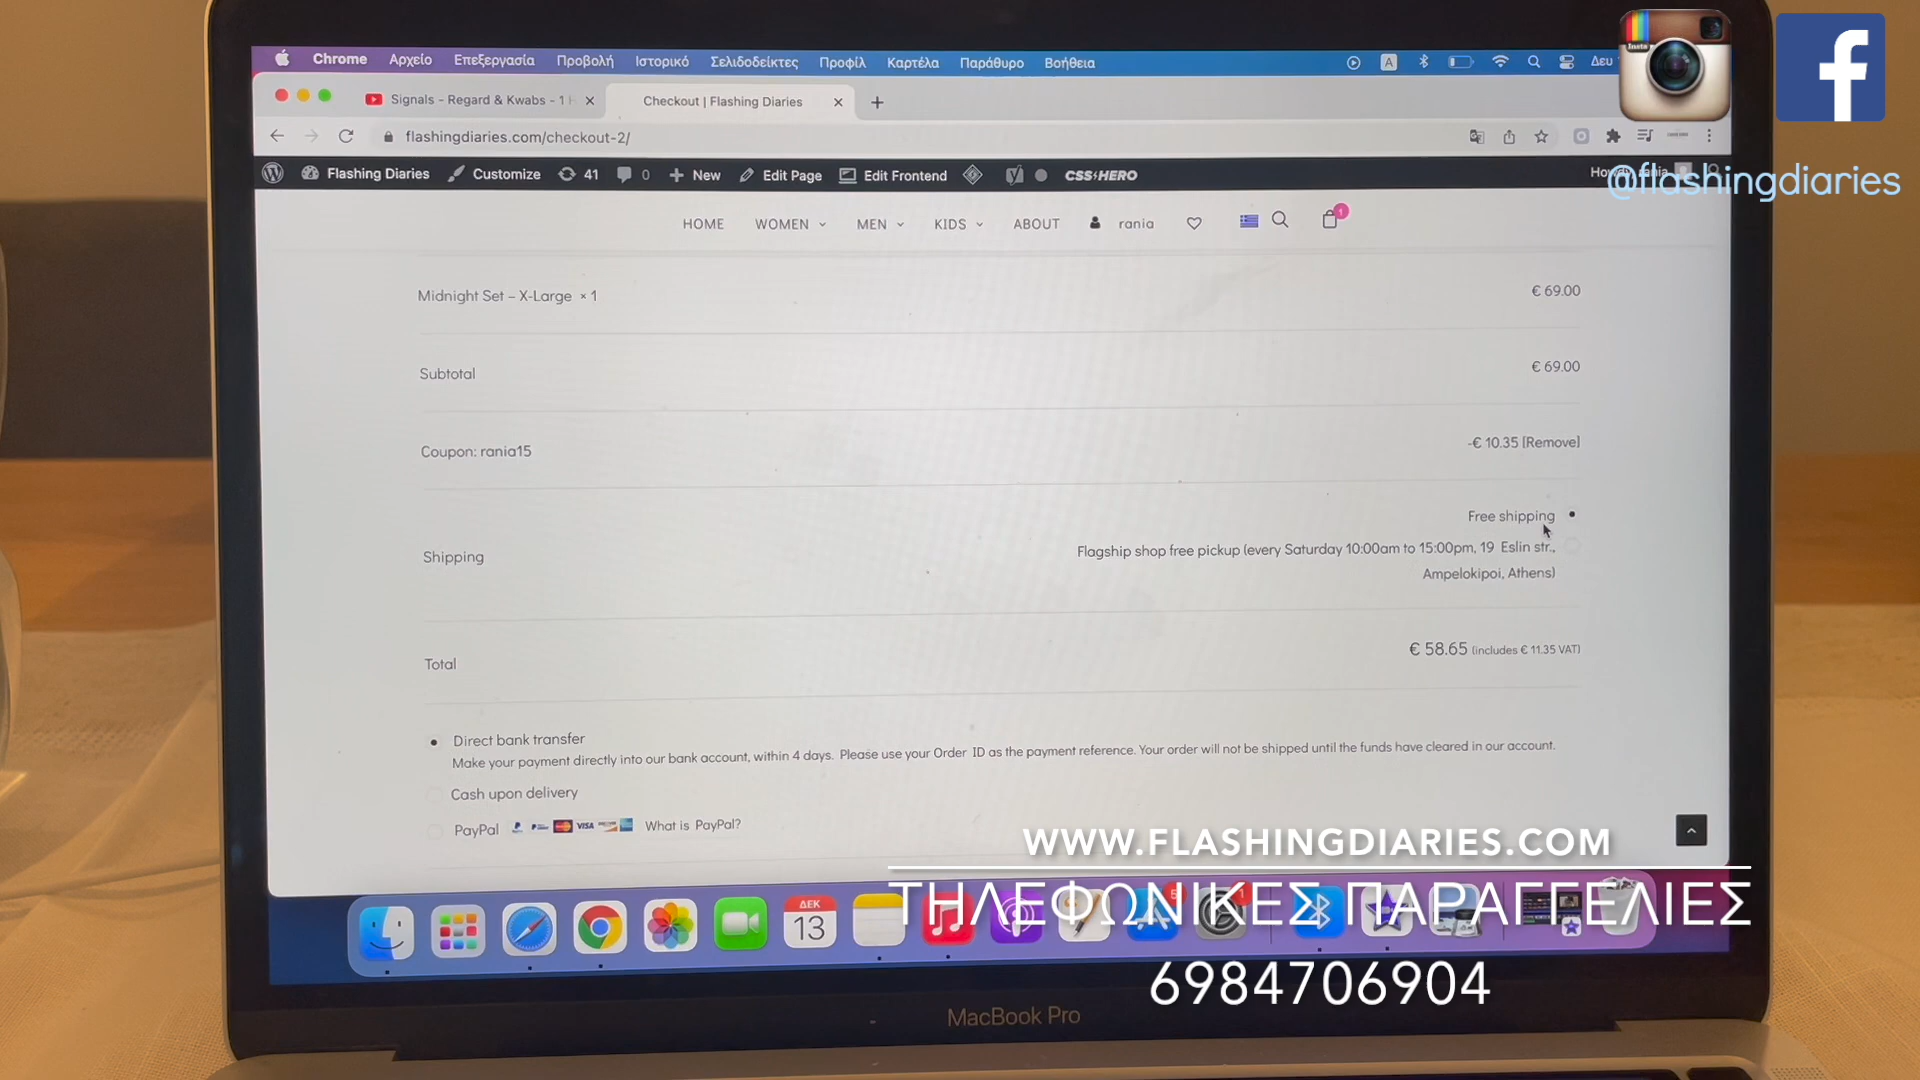 Chrome Αρχείο Επεξεργασία Προβολή Ιστορικό Σελιδοδείκτες Προφίλ Καρτέλα Παράθυρο Βοήθεια A Δευ
Signals - Regard & Kwabs - 1 H
Checkout | Flashing Diaries
flashingdiaries.com/checkout-2/
Flashing Diaries Customize 41 0 New Edit Page Edit Frontend CSS HERO
@flashingdiaries
HOME WOMEN MEN KIDS ABOUT rania 1
Midnight Set – X-Large × 1 € 69.00
Subtotal € 69.00
Coupon: rania15 -€ 10.35 [Remove]
Free shipping
Shipping Flagship shop free pickup (every Saturday 10:00am to 15:00pm, 19 Eslin str.,
Ampelokipoi, Athens)
Total € 58.65 (includes € 11.35 VAT)
Direct bank transfer
Make your payment directly into our bank account, within 4 days. Please use your Order ID as the payment reference. Your order will not be shipped until the funds have cleared in our account.
Cash upon delivery
PayPal VISA What is PayPal?
WWW.FLASHINGDIARIES.COM
ΤΗΛΕΦΩΝΙΚΕΣ ΠΑΡΑΓΓΕΛΙΕΣ
6984706904
ΔΕΚ
13
MacBook Pro